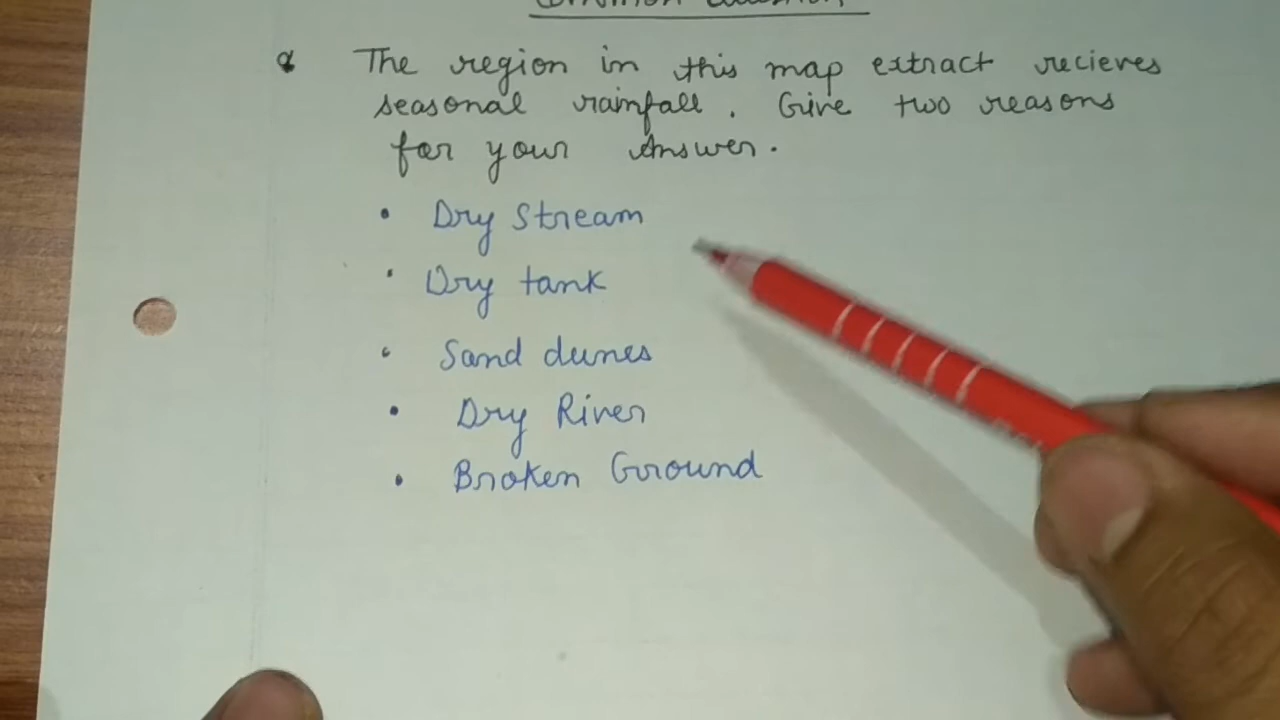 The region in this map extract recieves
seasonal rainfall. Give two reasons
for your Answer.
• Dry Stream
• Dry tank
• Sand dunes
• Dry River
• Broken Ground